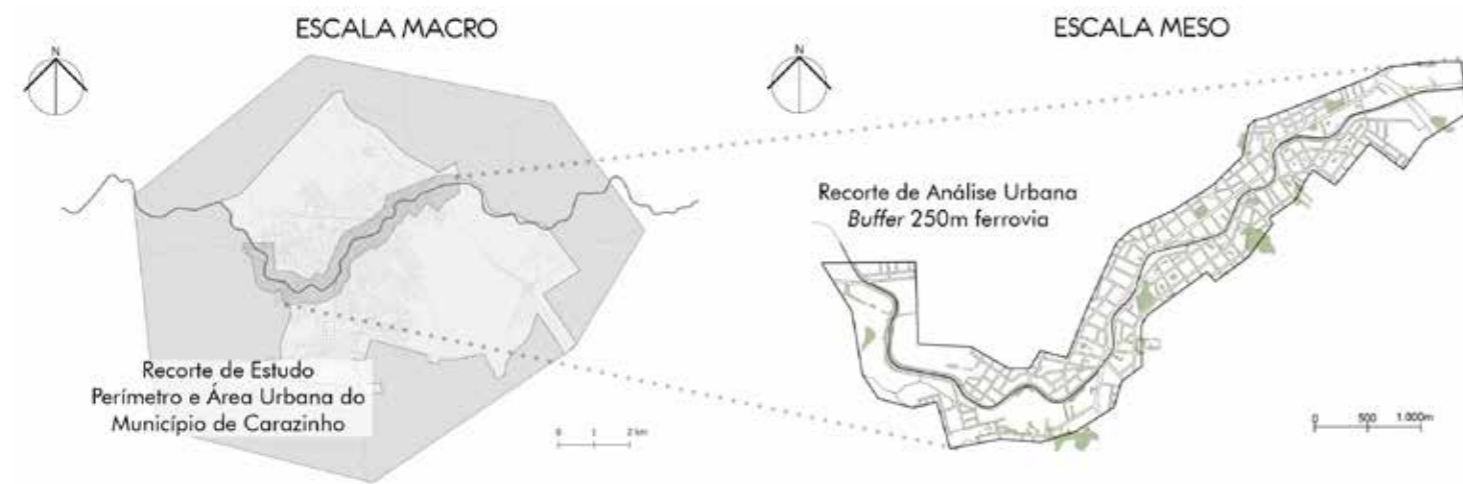 ESCALA MACRO
N
Recorte de Estudo
Perímetro e Área Urbana do
Município de Carazinho
0 1 2 km
ESCALA MESO
N
Recorte de Análise Urbana
Buffer 250m ferrovia
0 500 1.000m